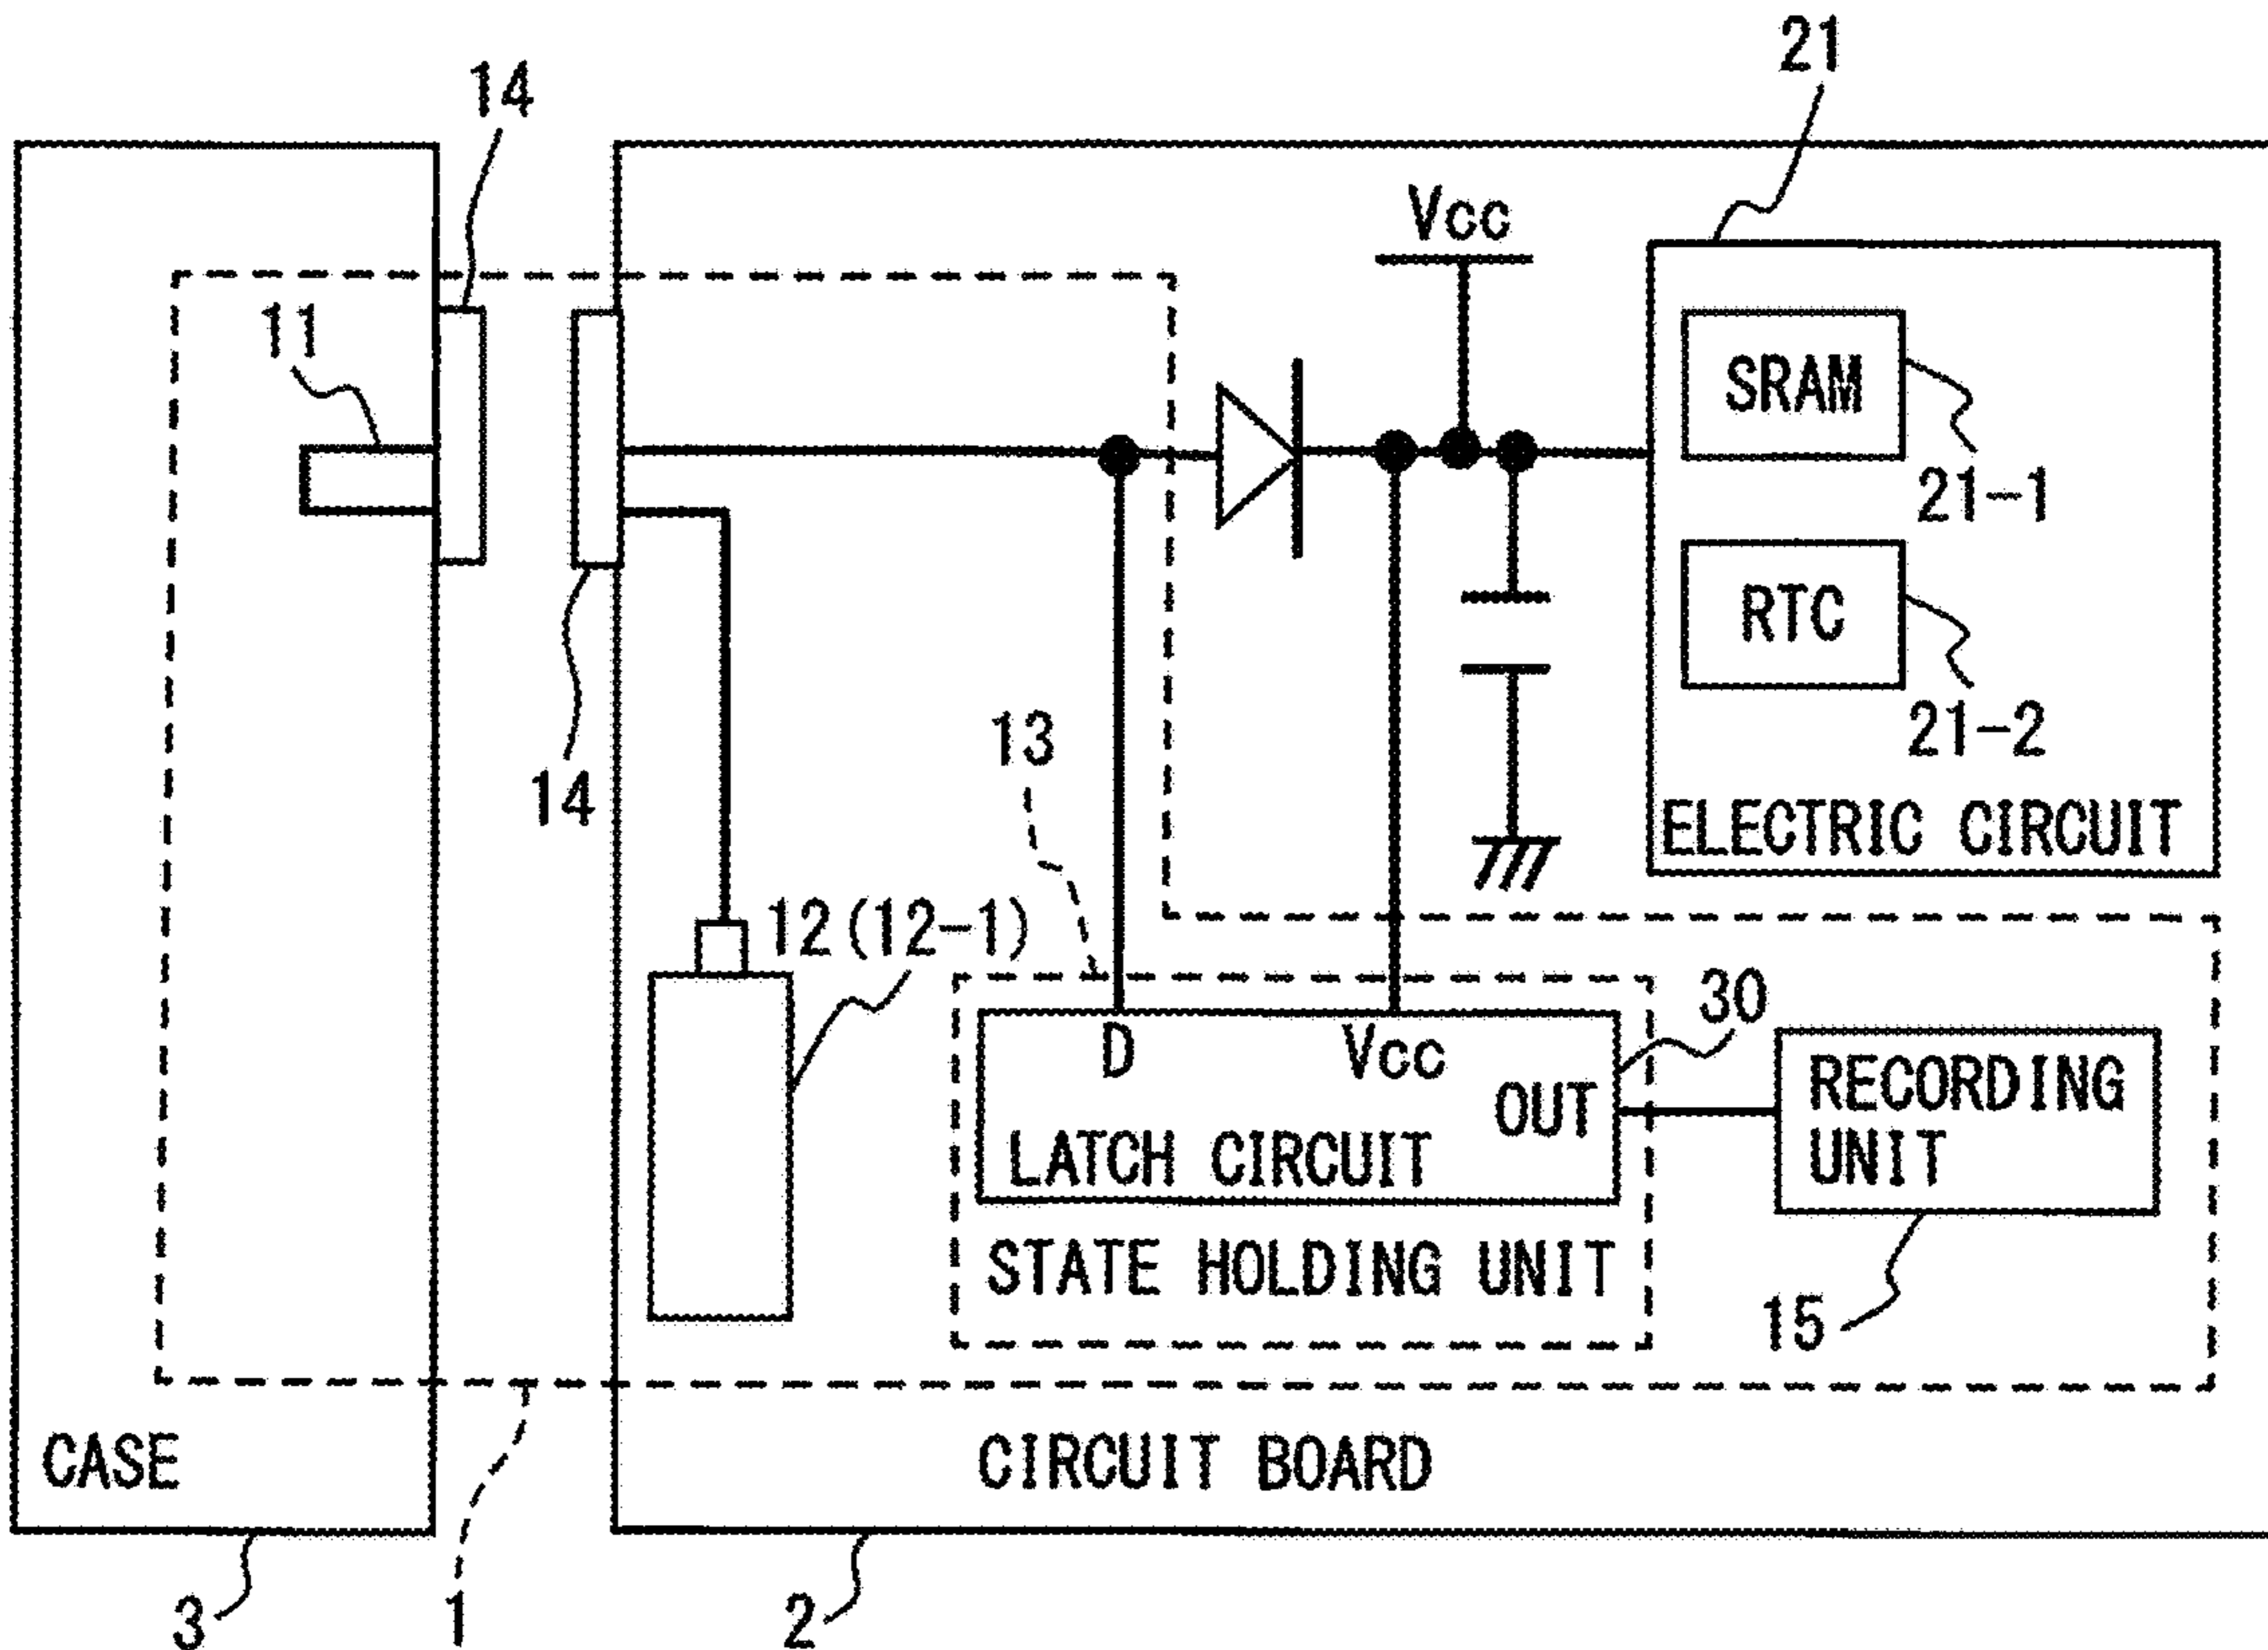 21
14
Vcc
11
SRAM
21-1
RTC
21-2
13
14
ELECTRIC CIRCUIT
12(12-1)
30
D
Vcc
OUT
LATCH CIRCUIT
RECORDING
UNIT
STATE HOLDING UNIT
15
CASE
CIRCUIT BOARD
3
1
2